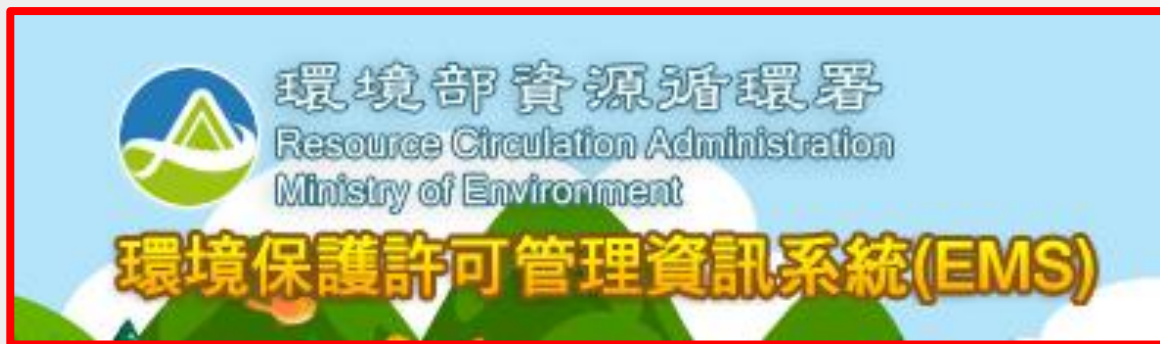 環境部資源循環署
Resource Circulation Administration
Ministry of Environment
環境保護許可管理資訊系統(EMS)